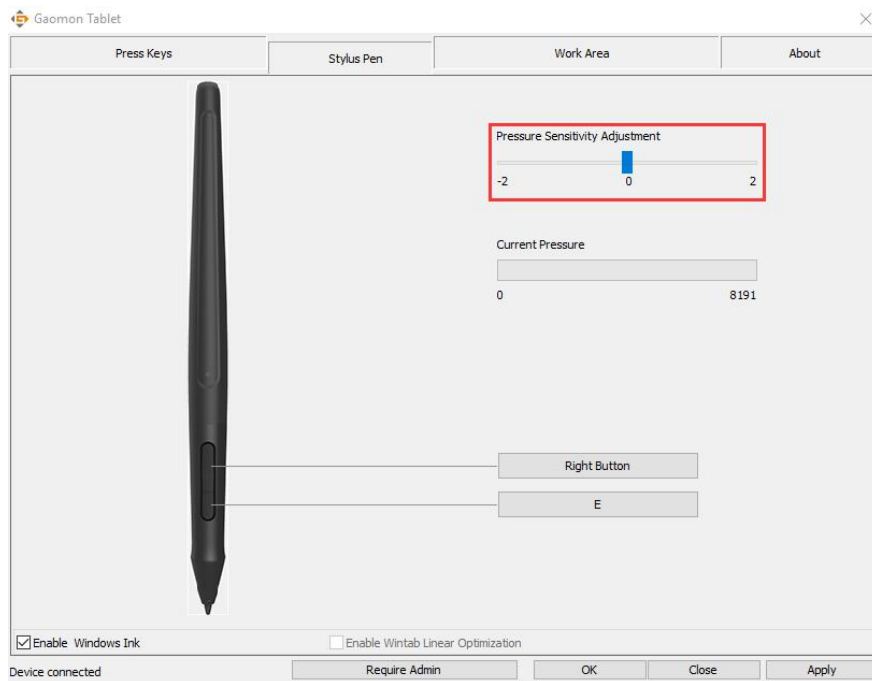 Gaomon Tablet
Press Keys Stylus Pen Work Area About
Pressure Sensitivity Adjustment
-2 0 2
Current Pressure
0 8191
Right Button
E
Enable Windows Ink Enable Wintab Linear Optimization
Device connected Require Admin OK Close Apply